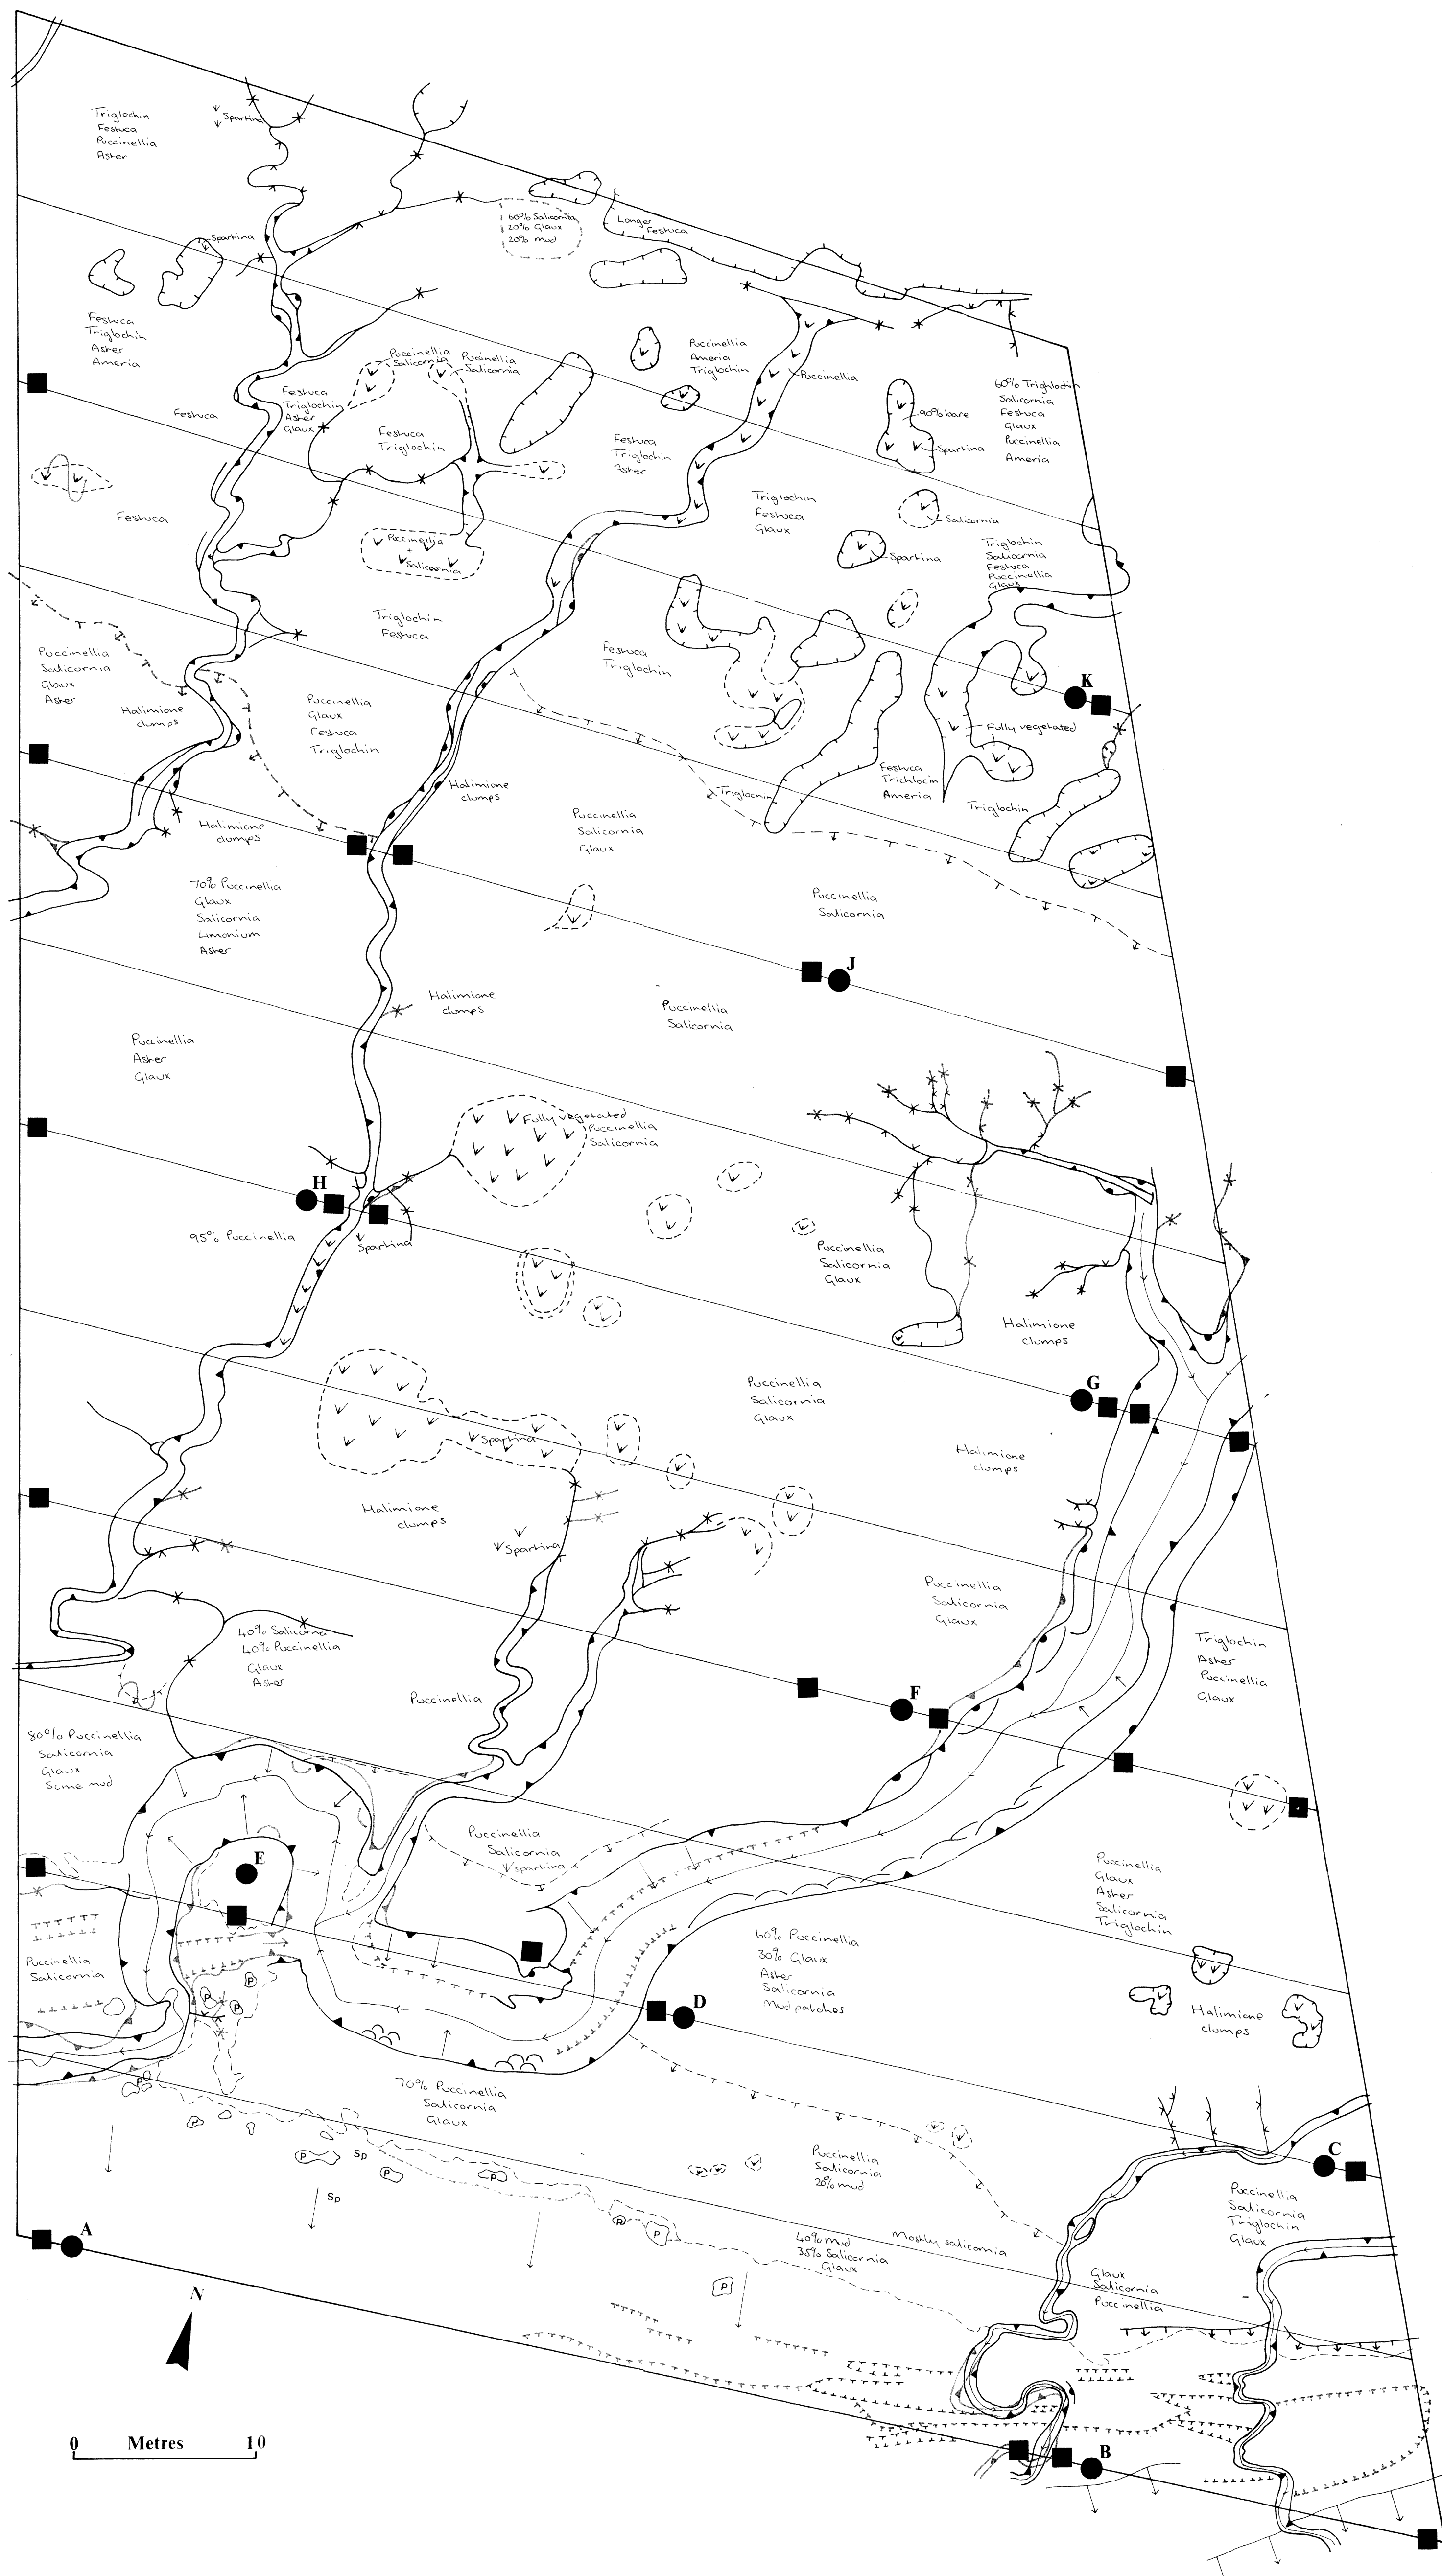 Triglochin
Festuca
Puccinellia
Aster
Spartina
60% Salicornia
20% Glaux
20% mud
Longer
Festuca
Spartina
Festuca
Triglochin
Aster
Ameria
Puccinellia
Salicornia
Puccinellia
Salicornia
Puccinellia
Ameria
Triglochin
Puccinellia
Festuca
Triglochin
Aster
Glaux
Festuca
Festuca
Triglochin
Festuca
Triglochin
Aster
90% bare
Spartina
60% Trighlochin
Salicornia
Festuca
Glaux
Puccinellia
Ameria
Festuca
Triglochin
Festuca
Glaux
Salicornia
Spartina
Triglochin
Salicornia
Festuca
Puccinellia
Glaux
Puccinellia
+
Salicornia
Triglochin
Festuca
Festuca
Triglochin
Puccinellia
Salicornia
Glaux
Aster
Halimione
clumps
Puccinellia
Glaux
Festuca
Triglochin
K
Fully vegetated
Festuca
Trichlocin
Ameria
Triglochin
Triglochin
Halimione
clumps
Halimione
clumps
Puccinellia
Salicornia
Glaux
70% Puccinellia
Glaux
Salicornia
Limonium
Aster
Puccinellia
Salicornia
J
Halimione
clumps
Puccinellia
Salicornia
Puccinellia
Aster
Glaux
Fully vegetated
Puccinellia
Salicornia
H
95% Puccinellia
Spartina
Puccinellia
Salicornia
Glaux
Halimione
clumps
Puccinellia
Salicornia
Glaux
G
Spartina
Halimione
clumps
Halimione
clumps
Spartina
Puccinellia
Salicornia
Glaux
40% Salicornia
40% Puccinellia
Glaux
Aster
Puccinellia
Triglochin
Aster
Puccinellia
Glaux
F
80% Puccinellia
Salicornia
Glaux
Some mud
Puccinellia
Salicornia
Spartina
E
Puccinellia
Glaux
Aster
Salicornia
Triglochin
Puccinellia
Salicornia
60% Puccinellia
30% Glaux
Aster
Salicornia
Mud patches
P
P
P
D
Halimione
clumps
70% Puccinellia
Salicornia
Glaux
P
P
P
Sp
P
P
Sp
Puccinellia
Salicornia
20% mud
C
Puccinellia
Salicornia
Triglochin
Glaux
P
P
Mostly salicornia
40% mud
35% Salicornia
Glaux
A
P
Glaux
Salicornia
Puccinellia
N
0 Metres 10
B